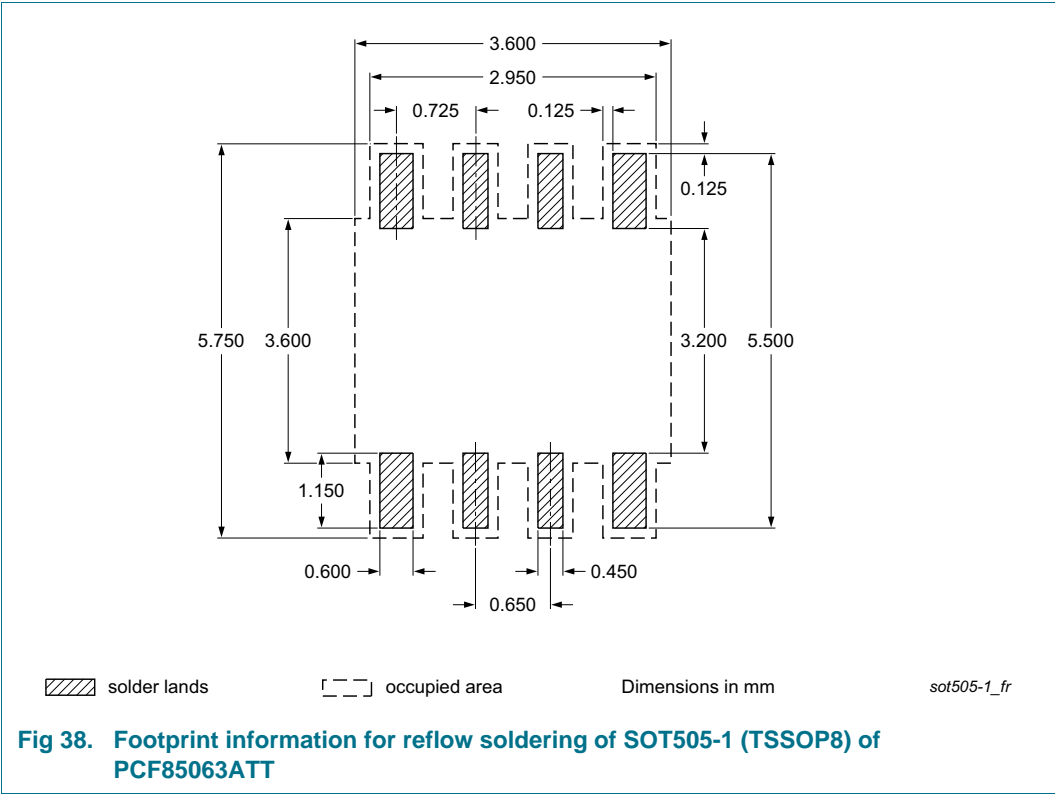 3.600
2.950
0.725 0.125
0.125
5.750 3.600 3.200 5.500
1.150
0.600 0.450
0.650
solder lands occupied area Dimensions in mm sot505-1_fr
Fig 38. Footprint information for reflow soldering of SOT505-1 (TSSOP8) of
PCF85063ATT